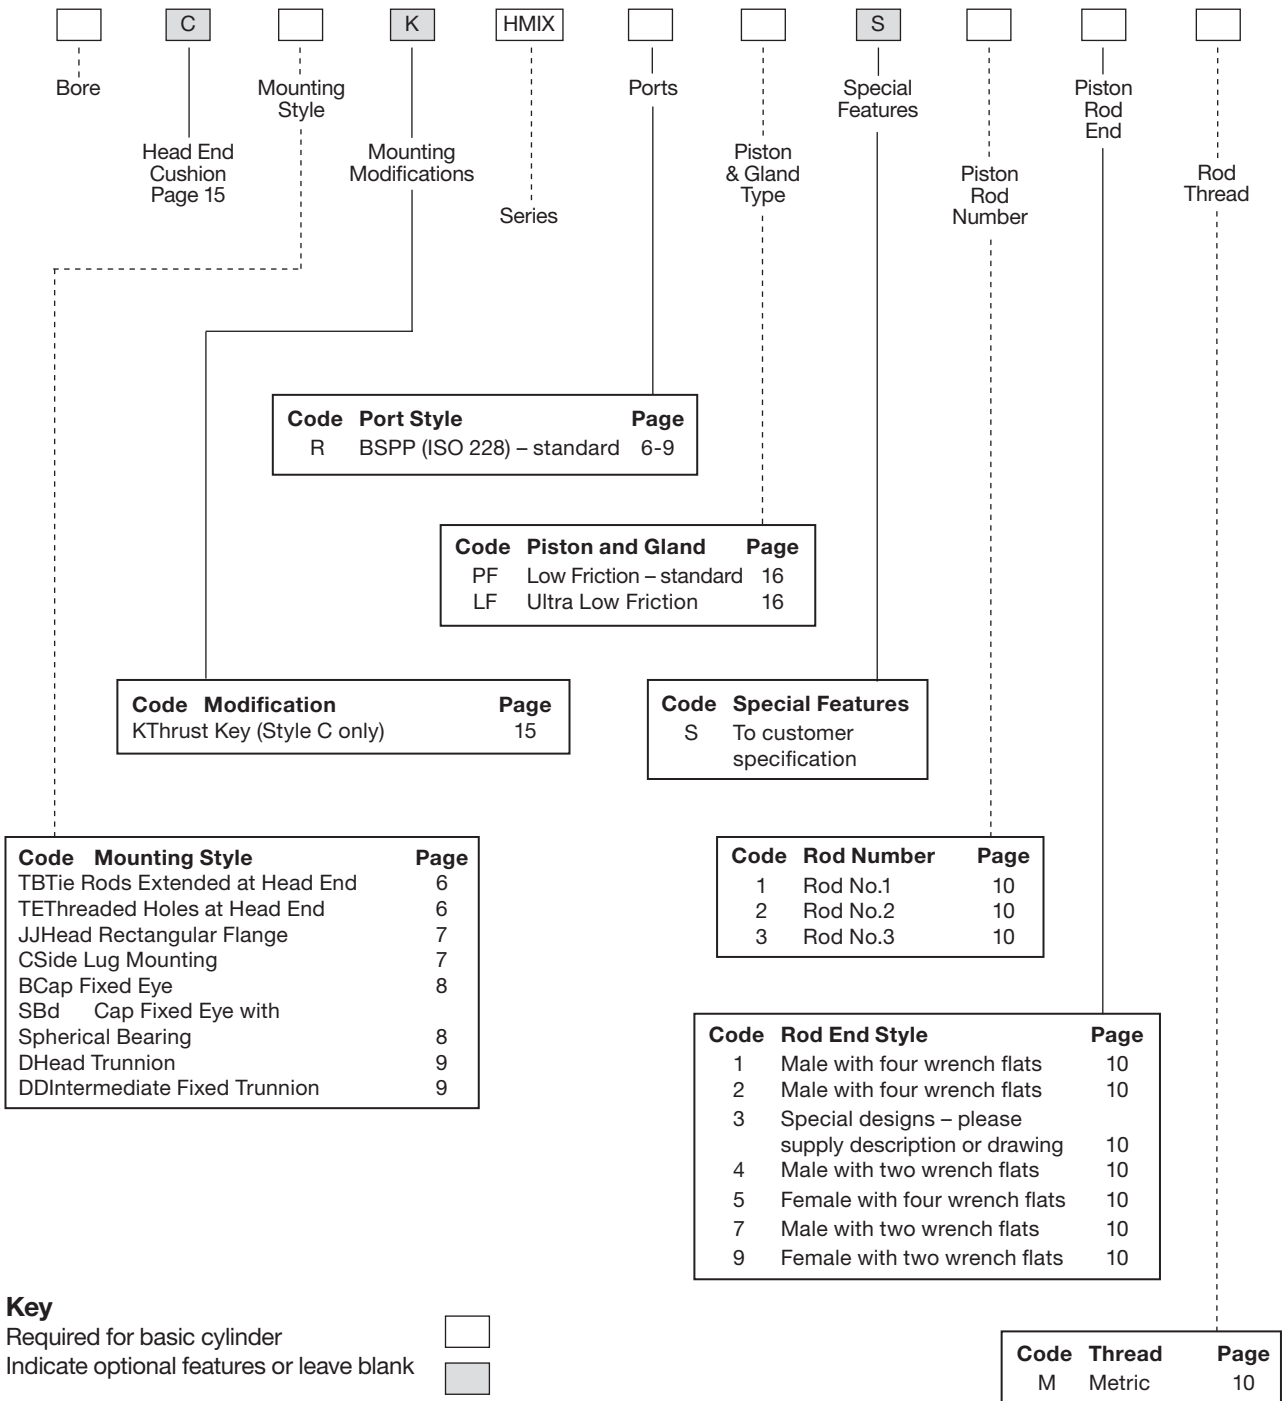 C K HMIX S
Bore
Mounting
Style
Ports
Special
Features
Piston
Rod
End
Head End
Cushion
Page 15
Mounting
Modifications
Series
Piston
& Gland
Type
Piston
Rod
Number
Rod
Thread
Code Port Style Page
R BSPP (ISO 228) – standard 6-9
Code Piston and Gland Page
PF Low Friction – standard 16
LF Ultra Low Friction 16
Code Modification Page
KThrust Key (Style C only) 15
Code Special Features
S To customer
specification
Code Mounting Style Page
TBTie Rods Extended at Head End 6
TEThreaded Holes at Head End 6
JJHead Rectangular Flange 7
CSide Lug Mounting 7
BCap Fixed Eye 8
SBd Cap Fixed Eye with
Spherical Bearing 8
DHead Trunnion 9
DDIntermediate Fixed Trunnion 9
Code Rod Number Page
1 Rod No.1 10
2 Rod No.2 10
3 Rod No.3 10
Code Rod End Style Page
1 Male with four wrench flats 10
2 Male with four wrench flats 10
3 Special designs – please
supply description or drawing 10
4 Male with two wrench flats 10
5 Female with four wrench flats 10
7 Male with two wrench flats 10
9 Female with two wrench flats 10
Key
Required for basic cylinder
Indicate optional features or leave blank
Code Thread Page
M Metric 10